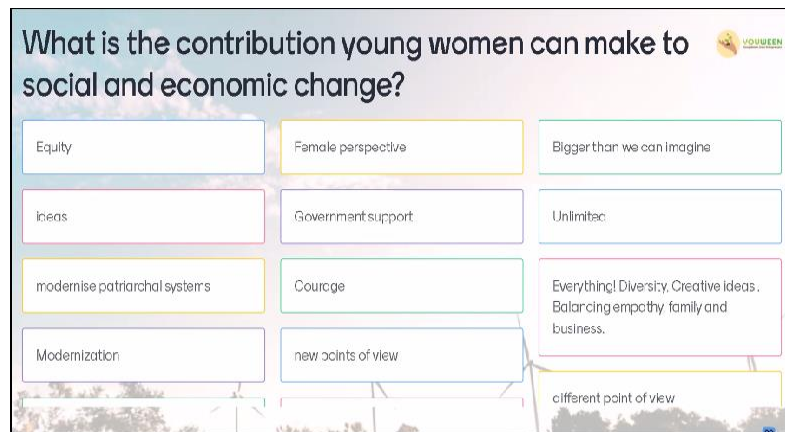 What is the contribution young women can make to
social and economic change?
YOUWEEN
Equity
Female perspective
Bigger than we can imagine
ideas
Government support
Unlimited
modernise patriarchal systems
Courage
Everything! Diversity, Creative ideas.
Balancing empathy, family and
business.
Modernization
new points of view
different point of view